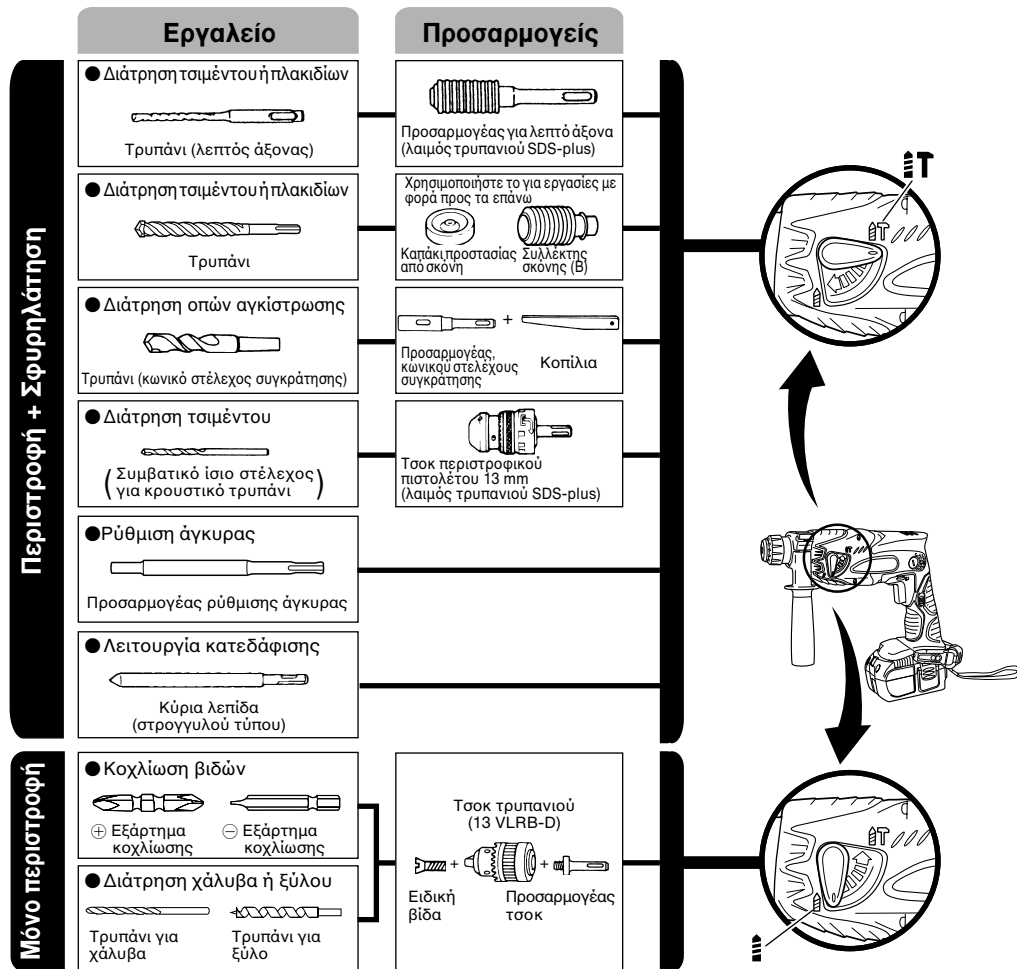 Εργαλείο
Προσαρμογείς
Περιστροφή + Σφυρηλάτηση
● Διάτρηση τσιμέντου ή πλακιδίων
Τρυπάνι (λεπτός άξονας)
Προσαρμογέας για λεπτό άξονα
(λαιμός τρυπανιού SDS-plus)
● Διάτρηση τσιμέντου ή πλακιδίων
Τρυπάνι
Χρησιμοποιήστε το για εργασίες με
φορά προς τα επάνω
Καπάκι προστασίας
από σκόνη
Συλλέκτης
σκόνης (B)
● Διάτρηση οπών αγκίστρωσης
Τρυπάνι (κωνικό στέλεχος συγκράτησης)
+
Προσαρμογέας,
κωνικού στελέχους
συγκράτησης
Κοπίλια
● Διάτρηση τσιμέντου
(Συμβατικό ίσιο στέλεχος
για κρουστικό τρυπάνι)
Τσοκ περιστροφικού
πιστολέτου 13 mm
(λαιμός τρυπανιού SDS-plus)
●Ρύθμιση άγκυρας
Προσαρμογέας ρύθμισης άγκυρας
● Λειτουργία κατεδάφισης
Κύρια λεπίδα
(στρογγυλού τύπου)
Μόνο περιστροφή
● Κοχλίωση βιδών
⊕ Εξάρτημα
κοχλίωσης
⊖ Εξάρτημα
κοχλίωσης
● Διάτρηση χάλυβα ή ξύλου
Τρυπάνι για
χάλυβα
Τρυπάνι για
ξύλο
Τσοκ τρυπανιού
(13 VLRB-D)
+ +
Ειδική
βίδα
Προσαρμογέας
τσοκ